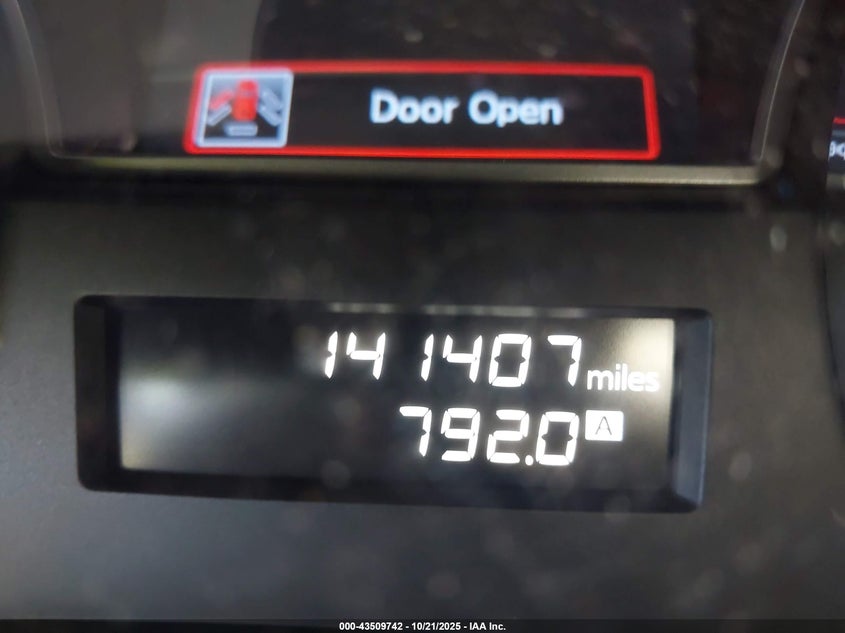 Door Open
141407 miles
792.0 A
000-43509742 - 10/21/2025 - IAA Inc.